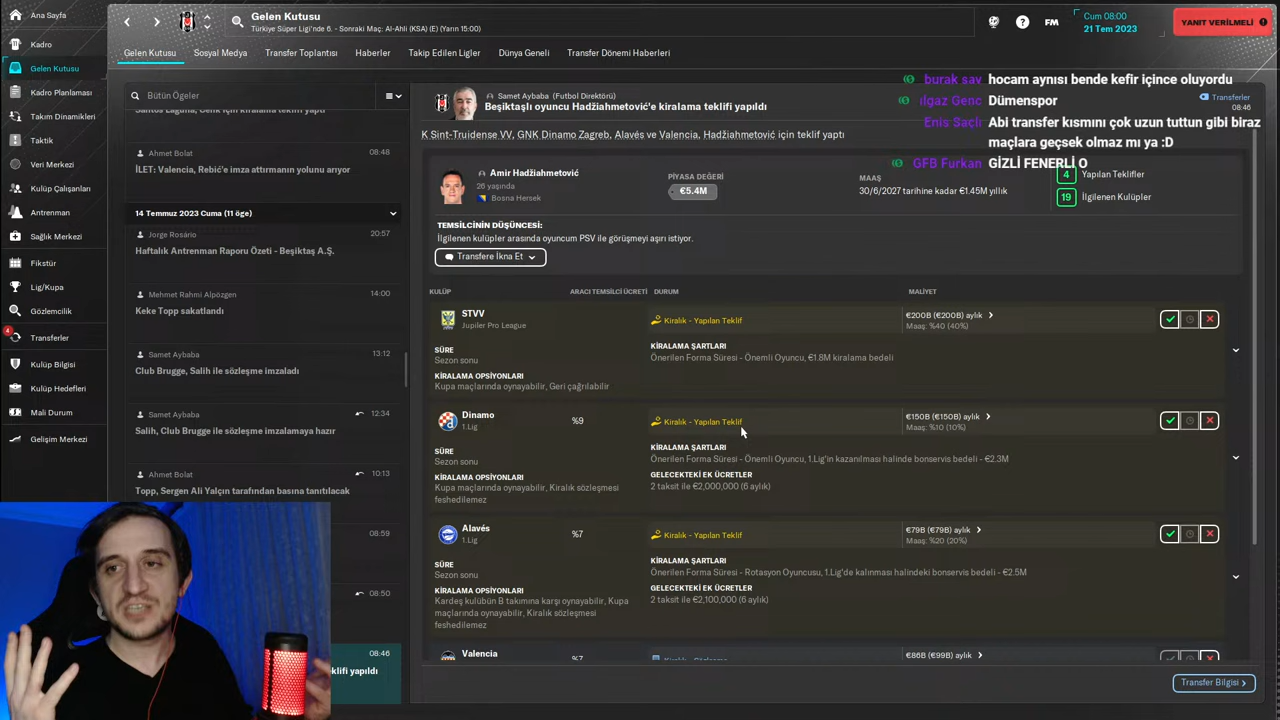 Ana Sayfa
Kadro
Gelen Kutusu
Kadro Planlaması
Takım Dinamikleri
Taktik
Veri Merkezi
Kulüp Çalışanları
Antrenman
Sağlık Merkezi
Fikstür
Lig/Kupa
Gözlemcilik
4
Transferler
Kulüp Bilgisi
Kulüp Hedefleri
Mali Durum
Gelişim Merkezi
Gelen Kutusu
Türkiye Süper Ligi'nde 6. - Sonraki Maç: Al-Ahli (KSA) (E) (Yarın 15:00)
FM
Cum 08:00
21 Tem 2023
YANIT VERİLMELİ
Gelen Kutusu
Sosyal Medya
Transfer Toplantısı
Haberler
Takip Edilen Ligler
Dünya Geneli
Transfer Dönemi Haberleri
Bütün Ögeler
Ahmet Bolat
08:48
İLET: Valencia, Rebić'e imza attırmanın yolunu arıyor
14 Temmuz 2023 Cuma (11 öge)
Jorge Rosário
20:57
Haftalık Antrenman Raporu Özeti - Beşiktaş A.Ş.
Mehmet Rahmi Alpözgen
14:00
Keke Topp sakatlandı
Samet Aybaba
13:12
Club Brugge, Salih ile sözleşme imzaladı
Samet Aybaba
12:34
Salih, Club Brugge ile sözleşme imzalamaya hazır
Ahmet Bolat
10:13
Topp, Sergen Ali Yalçın tarafından basına tanıtılacak
08:59
08:50
08:46
teklifi yapıldı
Samet Aybaba (Futbol Direktörü)
Beşiktaşlı oyuncu Hadžiahmetović'e kiralama teklifi yapıldı
Transferler
08:46
K Sint-Truidense VV, GNK Dinamo Zagreb, Alavés ve Valencia, Hadžiahmetović için teklif yaptı
burak sav hocam aynısı bende kefir içince oluyordu
ılgaz Genc Dümenspor
Enis Saçlı Abi transfer kısmını çok uzun tuttun gibi biraz
maçlara geçsek olmaz mı ya :D
GFB Furkan GİZLİ FENERLİ O
Amir Hadžiahmetović
26 yaşında
Bosna Hersek
PİYASA DEĞERİ
€5.4M
MAAŞ
30/6/2027 tarihine kadar €1.45M yıllık
4 Yapılan Teklifler
19 İlgilenen Kulüpler
TEMSİLCİNİN DÜŞÜNCESİ:
İlgilenen kulüpler arasında oyuncum PSV ile görüşmeyi aşırı istiyor.
Transfere İkna Et
KULÜP
ARACI TEMSİLCİ ÜCRETİ
DURUM
MALİYET
STVV
Jupiler Pro League
Kiralık - Yapılan Teklif
€200B (€200B) aylık
Maaş: %40 (40%)
SÜRE
Sezon sonu
KİRALAMA ŞARTLARI
Önerilen Forma Süresi - Önemli Oyuncu, €1.8M kiralama bedeli
KİRALAMA OPSİYONLARI
Kupa maçlarında oynayabilir, Geri çağrılabilir
Dinamo
1.Lig
%9
Kiralık - Yapılan Teklif
€150B (€150B) aylık
Maaş: %10 (10%)
SÜRE
Sezon sonu
KİRALAMA ŞARTLARI
Önerilen Forma Süresi - Önemli Oyuncu, 1.Lig'in kazanılması halinde bonservis bedeli - €2.3M
KİRALAMA OPSİYONLARI
Kupa maçlarında oynayabilir, Kiralık sözleşmesi
feshedilemez
GELECEKTEKİ EK ÜCRETLER
2 taksit ile €2,000,000 (6 aylık)
Alavés
1.Lig
%7
Kiralık - Yapılan Teklif
€79B (€79B) aylık
Maaş: %20 (20%)
SÜRE
Sezon sonu
KİRALAMA ŞARTLARI
Önerilen Forma Süresi - Rotasyon Oyuncusu, 1.Lig'de kalınması halindeki bonservis bedeli - €2.5M
KİRALAMA OPSİYONLARI
Kardeş kulübün B takımına karşı oynayabilir, Kupa
maçlarında oynayabilir, Kiralık sözleşmesi
feshedilemez
GELECEKTEKİ EK ÜCRETLER
2 taksit ile €2,100,000 (6 aylık)
Valencia
%7
€86B (€99B) aylık
Transfer Bilgisi